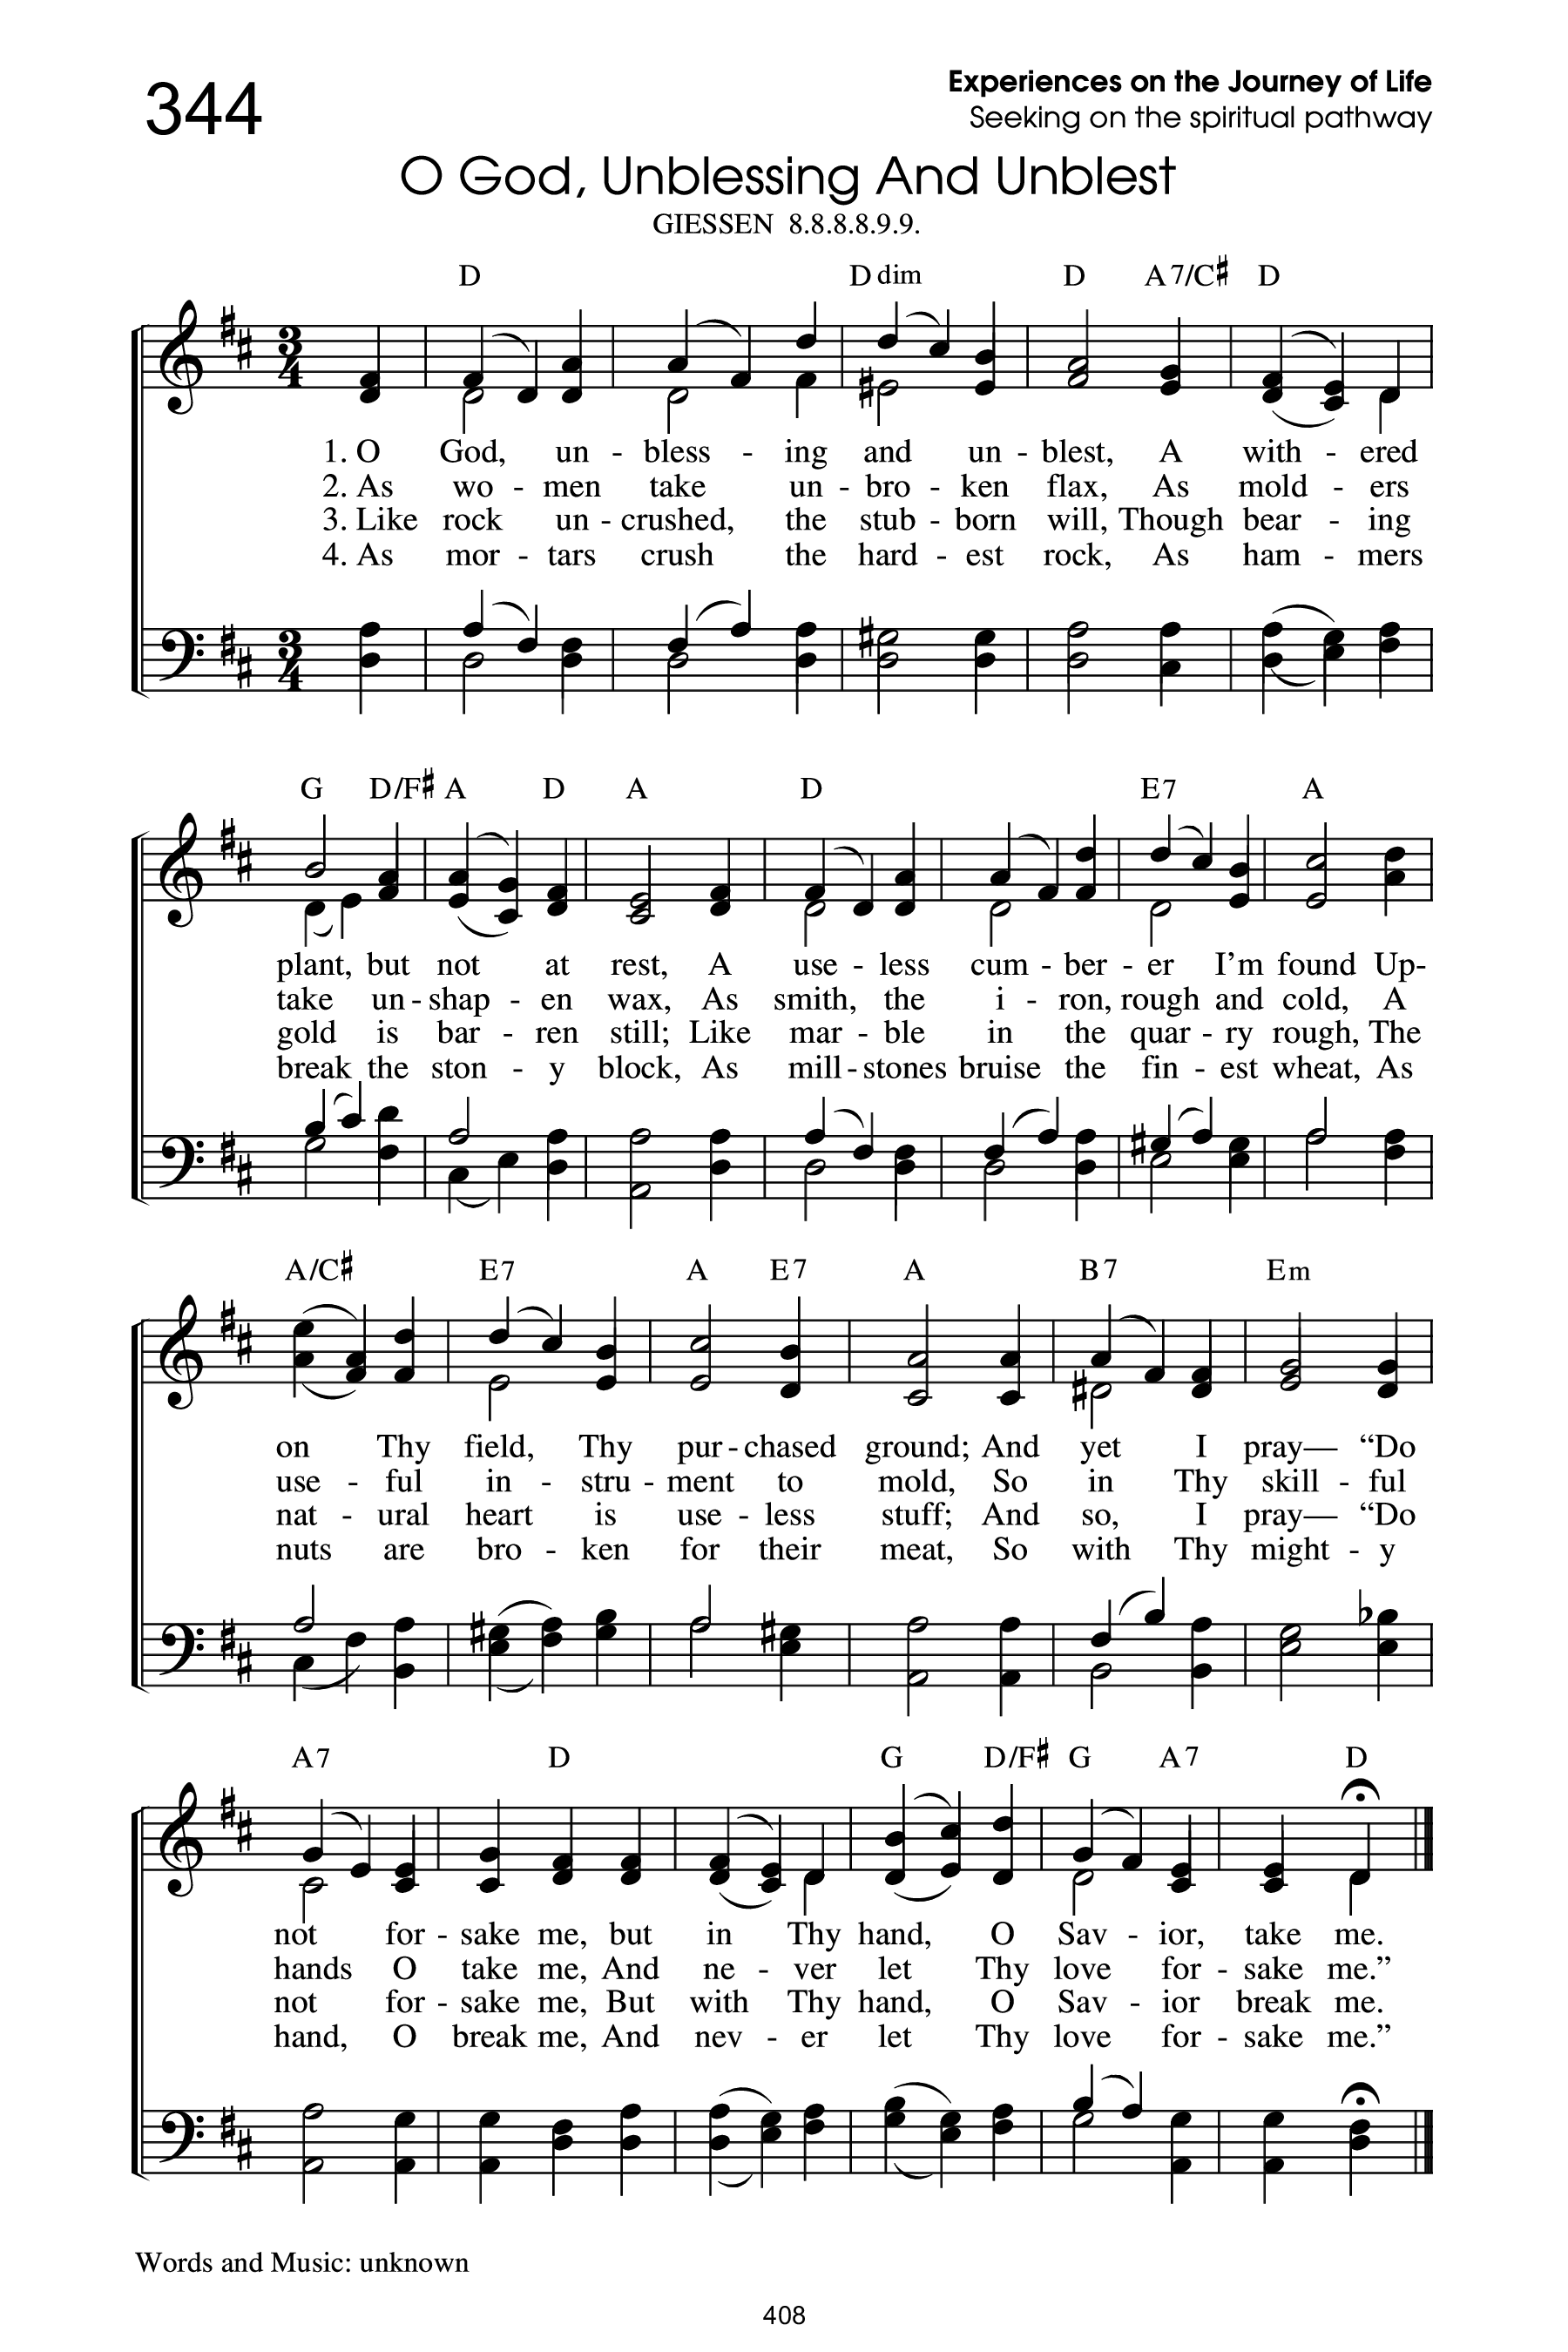 344
Experiences on the Journey of Life
Seeking on the spiritual pathway
O God, Unblessing And Unblest
GIESSEN 8.8.8.8.9.9.
D D dim D A7/C♯ D
1. O God, un - bless - ing and un - blest, A with - ered
2. As wo - men take un - bro - ken flax, As mold - ers
3. Like rock un - crushed, the stub - born will, Though bear - ing
4. As mor - tars crush the hard - est rock, As ham - mers
G D/F♯ A D A D E7 A
plant, but not at rest, A use - less cum - ber - er I'm found Up-
take un - shap - en wax, As smith, the i - ron, rough and cold, A
gold is bar - ren still; Like mar - ble in the quar - ry rough, The
break the ston - y block, As mill - stones bruise the fin - est wheat, As
A/C♯ E7 A E7 A B7 Em
on Thy field, Thy pur - chased ground; And yet I pray— “Do
use - ful in - stru - ment to mold, So in Thy skill - ful
nat - ural heart is use - less stuff; And so, I pray— “Do
nuts are bro - ken for their meat, So with Thy might - y
A7 D G D/F♯ G A7 D
not for - sake me, but in Thy hand, O Sav - ior, take me.
hands O take me, And ne - ver let Thy love for - sake me.”
not for - sake me, But with Thy hand, O Sav - ior break me.
hand, O break me, And nev - er let Thy love for - sake me.”
Words and Music: unknown
408